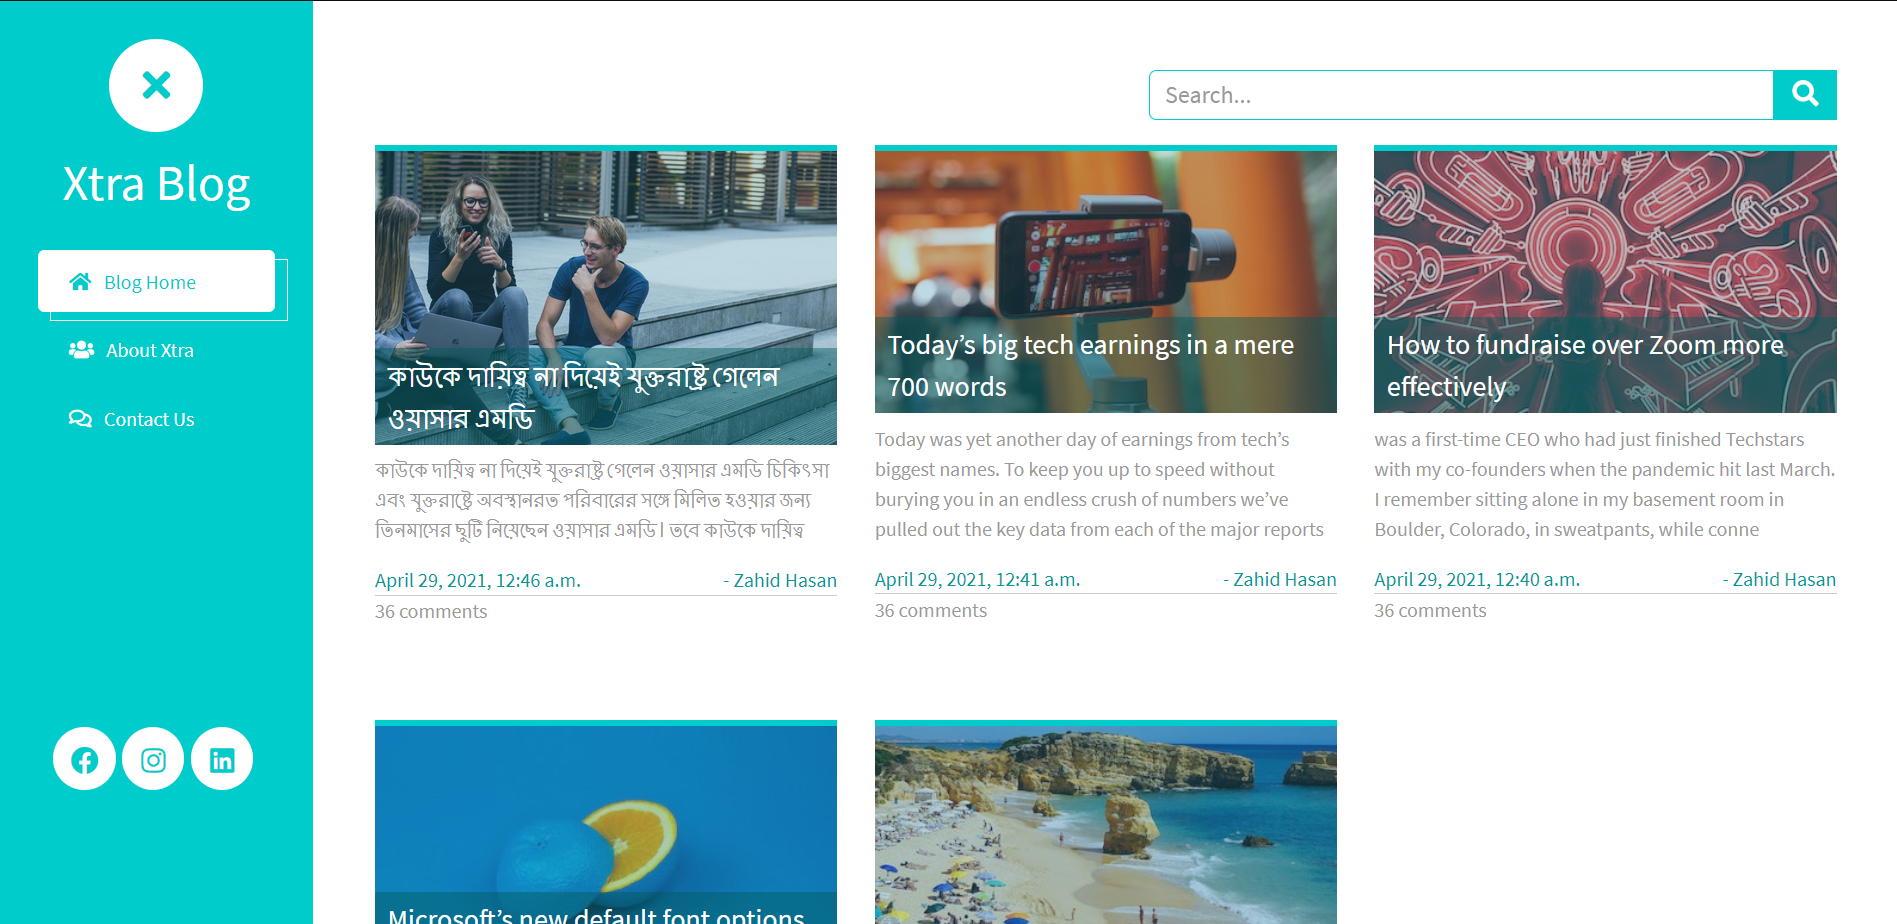 Xtra Blog
Blog Home
About Xtra
Contact Us
Search...
কাউকে দায়িত্ব না দিয়েই যুক্তরাষ্ট্র গেলেন
ওয়াসার এমডি
কাউকে দায়িত্ব না দিয়েই যুক্তরাষ্ট্র গেলেন ওয়াসার এমডি চিকিৎসা
এবং যুক্তরাষ্ট্রে অবস্থানরত পরিবারের সঙ্গে মিলিত হওয়ার জন্য
তিনমাসের ছুটি নিয়েছেন ওয়াসার এমডি। তবে কাউকে দায়িত্ব
April 29, 2021, 12:46 a.m.
- Zahid Hasan
36 comments
Today’s big tech earnings in a mere
700 words
Today was yet another day of earnings from tech’s
biggest names. To keep you up to speed without
burying you in an endless crush of numbers we’ve
pulled out the key data from each of the major reports
April 29, 2021, 12:41 a.m.
- Zahid Hasan
36 comments
How to fundraise over Zoom more
effectively
was a first-time CEO who had just finished Techstars
with my co-founders when the pandemic hit last March.
I remember sitting alone in my basement room in
Boulder, Colorado, in sweatpants, while conne
April 29, 2021, 12:40 a.m.
- Zahid Hasan
36 comments
Microsoft’s new default font options